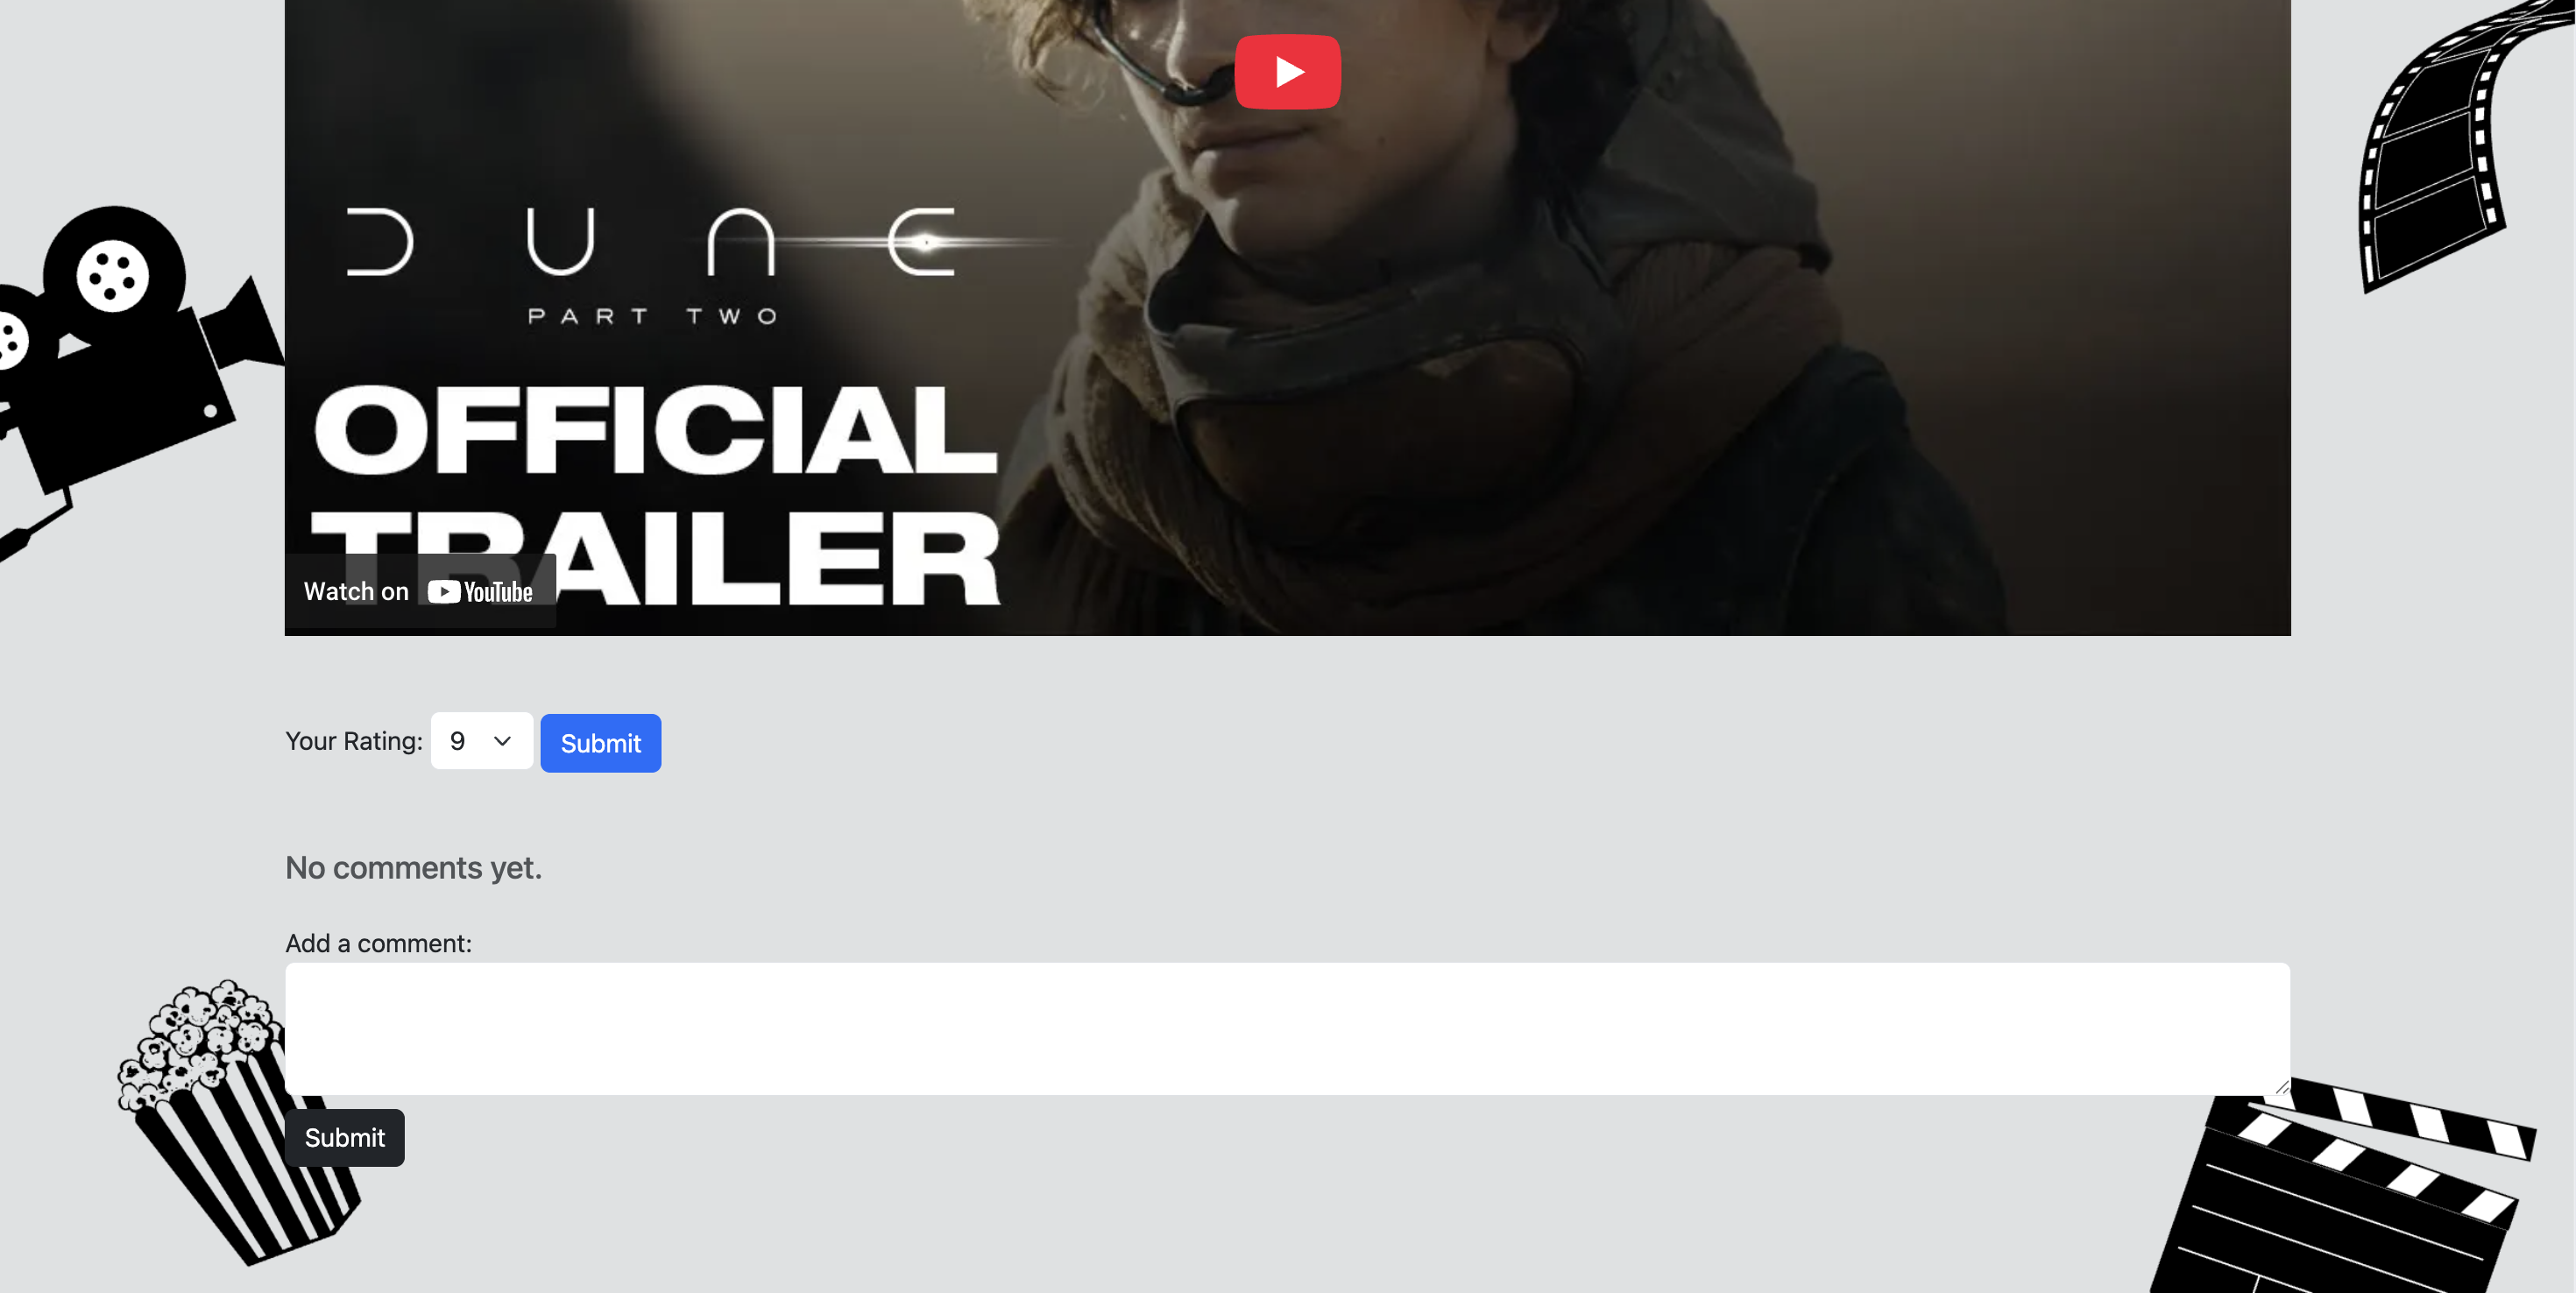 DUNE
PART TWO
OFFICIAL
TRAILER
Watch on YouTube
Your Rating: 9 Submit
No comments yet.
Add a comment:
Submit